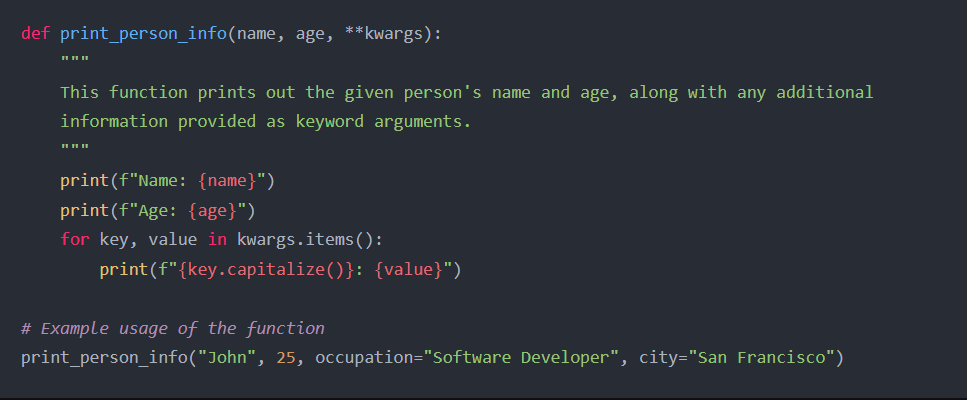 def print_person_info(name, age, **kwargs):
    """
    This function prints out the given person's name and age, along with any additional
    information provided as keyword arguments.
    """
    print(f"Name: {name}")
    print(f"Age: {age}")
    for key, value in kwargs.items():
        print(f"{key.capitalize()}: {value}")

# Example usage of the function
print_person_info("John", 25, occupation="Software Developer", city="San Francisco")